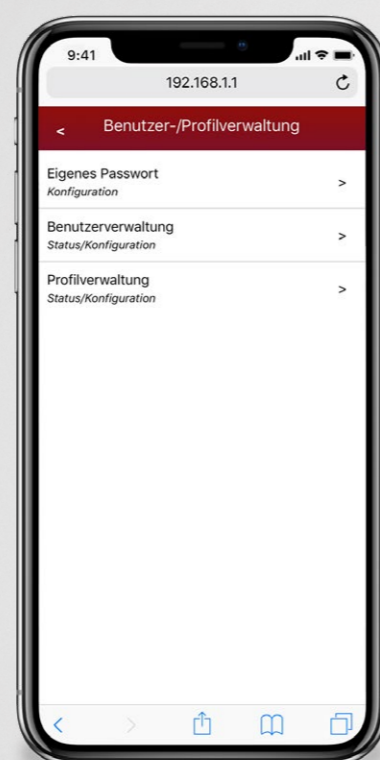 9:41
192.168.1.1
< Benutzer-/Profilverwaltung
Eigenes Passwort
Konfiguration
>
Benutzerverwaltung
Status/Konfiguration
>
Profilverwaltung
Status/Konfiguration
>